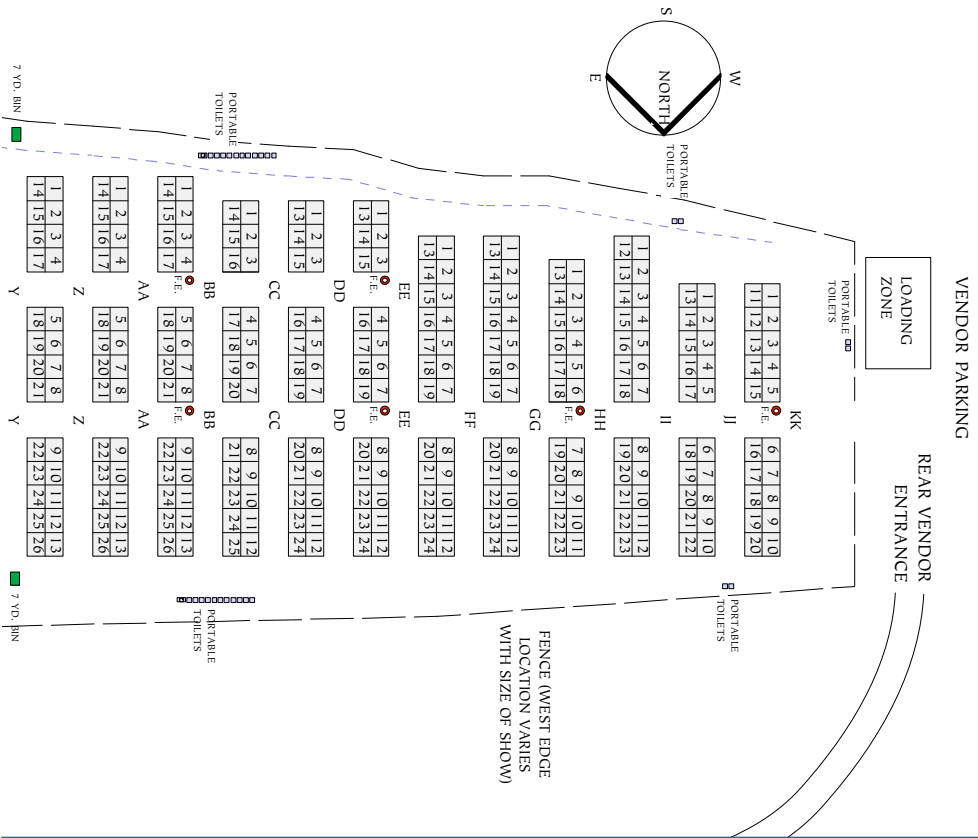 VENDOR PARKING
REAR VENDOR
ENTRANCE
LOADING
ZONE
PORTABLE
TOILETS
KK
1 2 3 4 5 6 7 8 9 10
F.E.
11 12 13 14 15 16 17 18 19 20
S
W
NORTH
E
PORTABLE
TOILETS
JJ
PORTABLE
TOILETS
1 2 3 4 5 6 7 8 9 10
13 14 15 16 17 18 19 20 21 22
II
1 2 3 4 5 6 7 8 9 10 11 12
12 13 14 15 16 17 18 19 20 21 22 23
HH
1 2 3 4 5 6 7 8 9 10 11
F.E.
13 14 15 16 17 18 19 20 21 22 23
FENCE (WEST EDGE
LOCATION VARIES
WITH SIZE OF SHOW)
GG
1 2 3 4 5 6 7 8 9 10 11 12
13 14 15 16 17 18 19 20 21 22 23 24
FF
1 2 3 4 5 6 7 8 9 10 11 12
13 14 15 16 17 18 19 20 21 22 23 24
EE EE
1 2 3 4 5 6 7 8 9 10 11 12
F.E. F.E.
13 14 15 16 17 18 19 20 21 22 23 24
DD DD
1 2 3 4 5 6 7 8 9 10 11 12
13 14 15 16 17 18 19 20 21 22 23 24
CC CC
1 2 3 4 5 6 7 8 9 10 11 12
14 15 16 17 18 19 20 21 22 23 24 25
PORTABLE
TOILETS
PORTABLE
TOILETS
BB BB
1 2 3 4 5 6 7 8 9 10 11 12 13
F.E. F.E.
14 15 16 17 18 19 20 21 22 23 24 25 26
AA AA
1 2 3 4 5 6 7 8 9 10 11 12 13
14 15 16 17 18 19 20 21 22 23 24 25 26
Z Z
1 2 3 4 5 6 7 8 9 10 11 12 13
14 15 16 17 18 19 20 21 22 23 24 25 26
Y Y
7 YD. BIN
7 YD. BIN